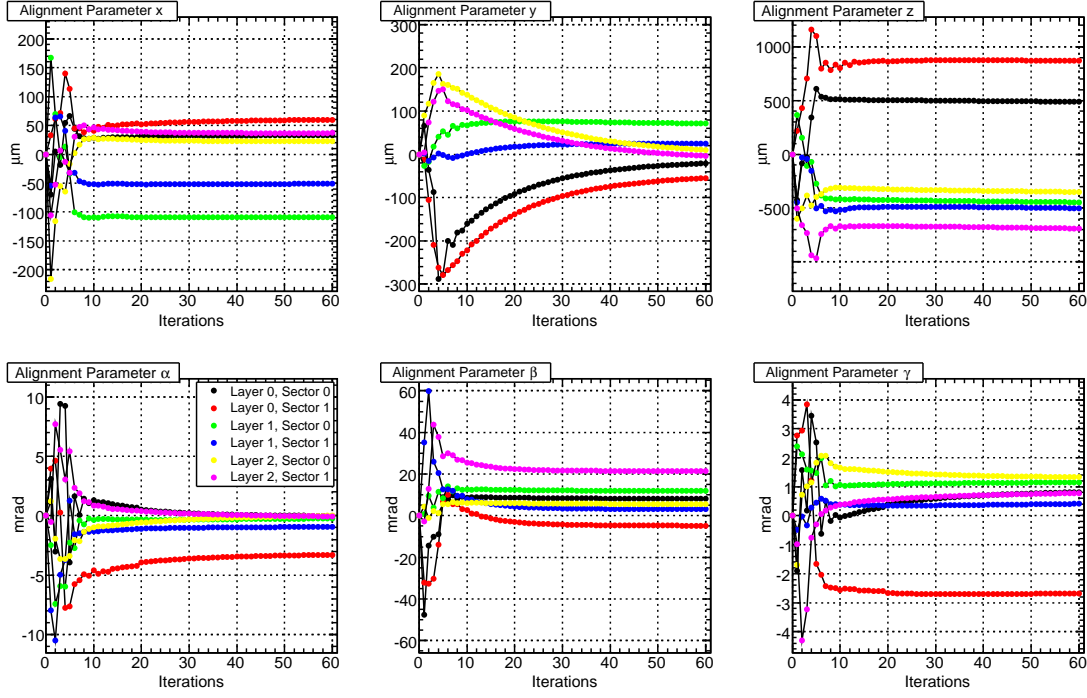 Alignment Parameter x
200
150
100
50
0
-50
-100
-150
-200
μm
0 10 20 30 40 50 60
Iterations
Alignment Parameter y
300
200
100
0
-100
-200
-300
μm
0 10 20 30 40 50 60
Iterations
Alignment Parameter z
1000
500
0
-500
μm
0 10 20 30 40 50 60
Iterations
Alignment Parameter α
10
5
0
-5
-10
mrad
0 10 20 30 40 50 60
Iterations
Layer 0, Sector 0
Layer 0, Sector 1
Layer 1, Sector 0
Layer 1, Sector 1
Layer 2, Sector 0
Layer 2, Sector 1
Alignment Parameter β
60
40
20
0
-20
-40
-60
mrad
0 10 20 30 40 50 60
Iterations
Alignment Parameter γ
4
3
2
1
0
-1
-2
-3
-4
mrad
0 10 20 30 40 50 60
Iterations